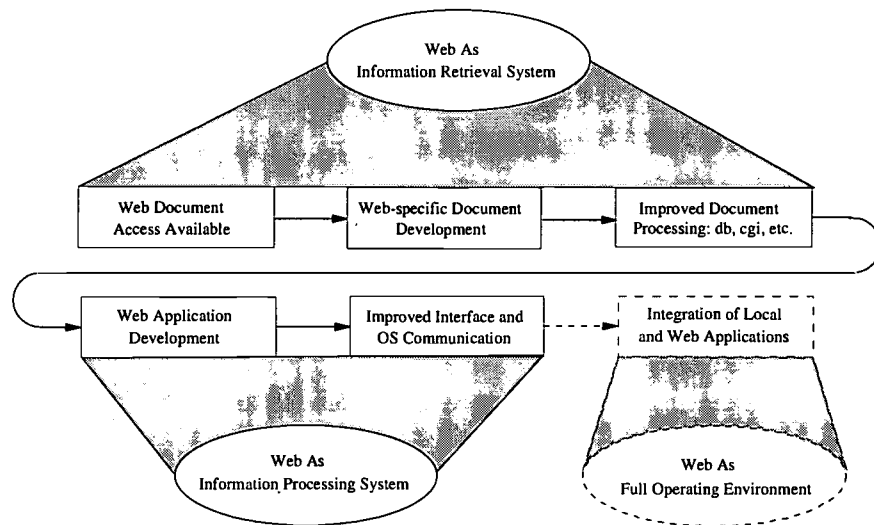 Web As
Information Retrieval System
Web Document
Access Available
Web-specific Document
Development
Improved Document
Processing: db, cgi, etc.
Web Application
Development
Improved Interface and
OS Communication
Integration of Local
and Web Applications
Web As
Information Processing System
Web As
Full Operating Environment